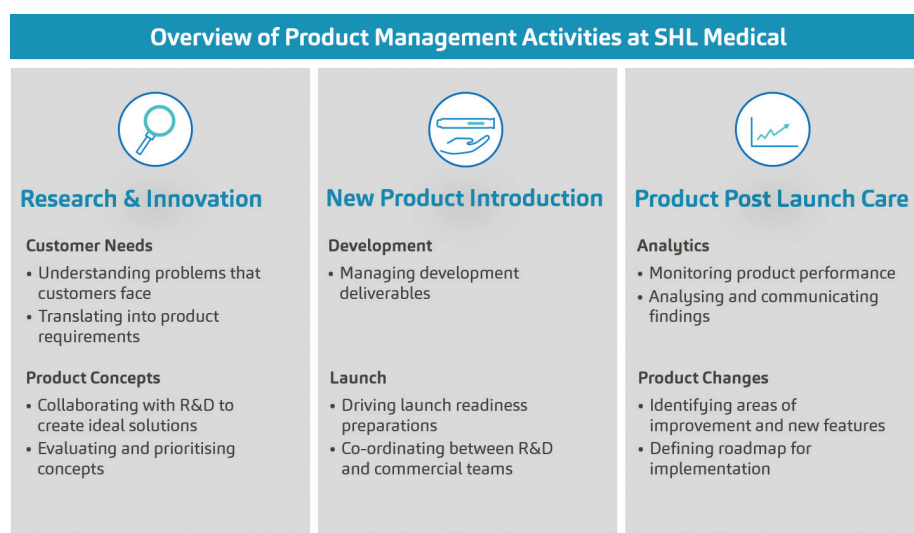 Overview of Product Management Activities at SHL Medical
Research & Innovation
Customer Needs
• Understanding problems that
customers face
• Translating into product
requirements
Product Concepts
• Collaborating with R&D to
create ideal solutions
• Evaluating and prioritising
concepts
New Product Introduction
Development
• Managing development
deliverables
Launch
• Driving launch readiness
preparations
• Co-ordinating between R&D
and commercial teams
Product Post Launch Care
Analytics
• Monitoring product performance
• Analysing and communicating
findings
Product Changes
• Identifying areas of
improvement and new features
• Defining roadmap for
implementation